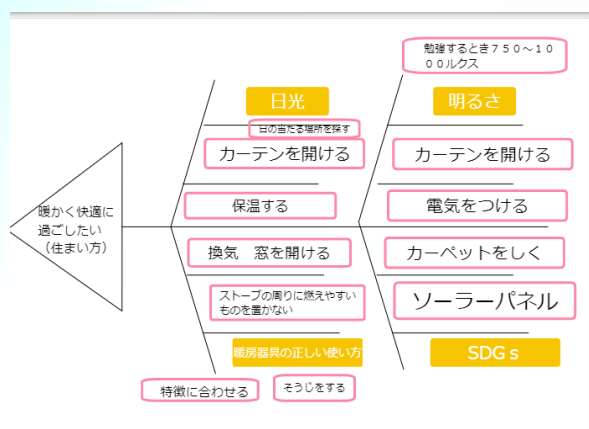 勉強するとき７５０～１０
００ルクス
日光
明るさ
日の当たる場所を探す
カーテンを開ける
カーテンを開ける
保温する
電気をつける
暖かく快適に
過ごしたい
（住まい方）
換気　窓を開ける
カーペットをしく
ストーブの周りに燃えやすい
ものを置かない
ソーラーパネル
暖房器具の正しい使い方
SDGｓ
特徴に合わせる
そうじをする